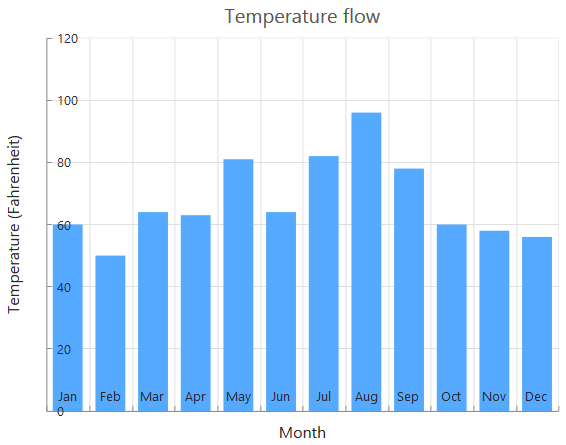 Temperature flow
120
100
80
60
40
20
0
Temperature (Fahrenheit)
Jan Feb Mar Apr May Jun Jul Aug Sep Oct Nov Dec
Month